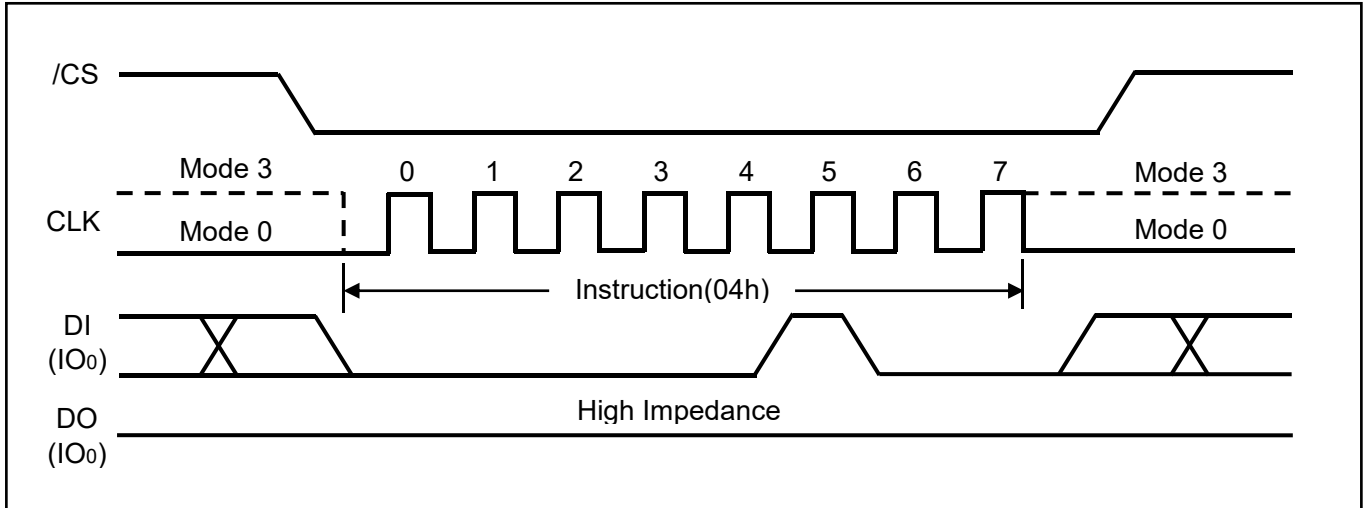 /CS
Mode 3 0 1 2 3 4 5 6 7 Mode 3
CLK
Mode 0 Mode 0
Instruction(04h)
DI
(IO0)
High Impedance
DO
(IO0)